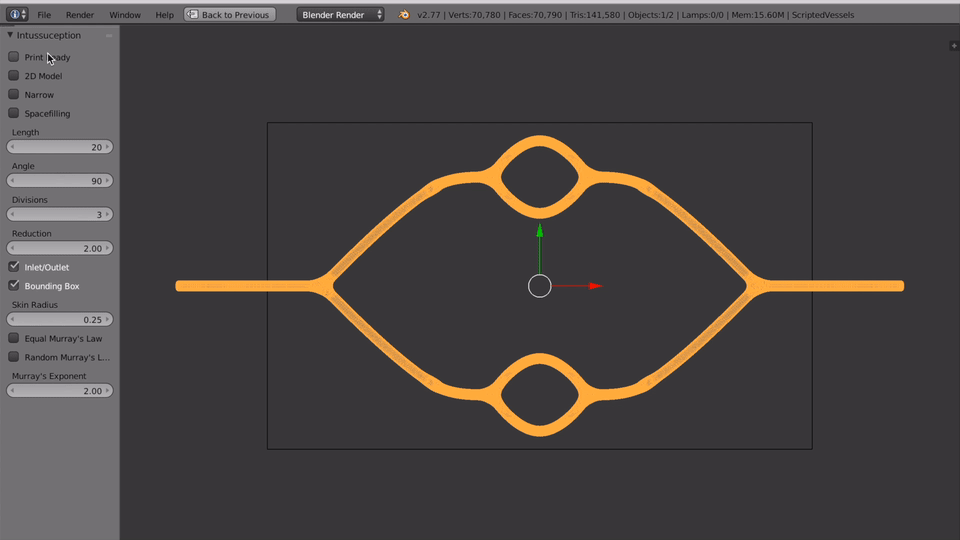 File Render Window Help Back to Previous Blender Render v2.77 | Verts:70,780 | Faces:70,790 | Tris:141,580 | Objects:1/2 | Lamps:0/0 | Mem:15.60M | ScriptedVessels
Intussuception
Print
2D Model
Narrow
Spacefilling
Length
20
Angle
90
Divisions
3
Reduction
2.00
Inlet/Outlet
Bounding Box
Skin Radius
0.25
Equal Murray's Law
Random Murray's L...
Murray's Exponent
2.00